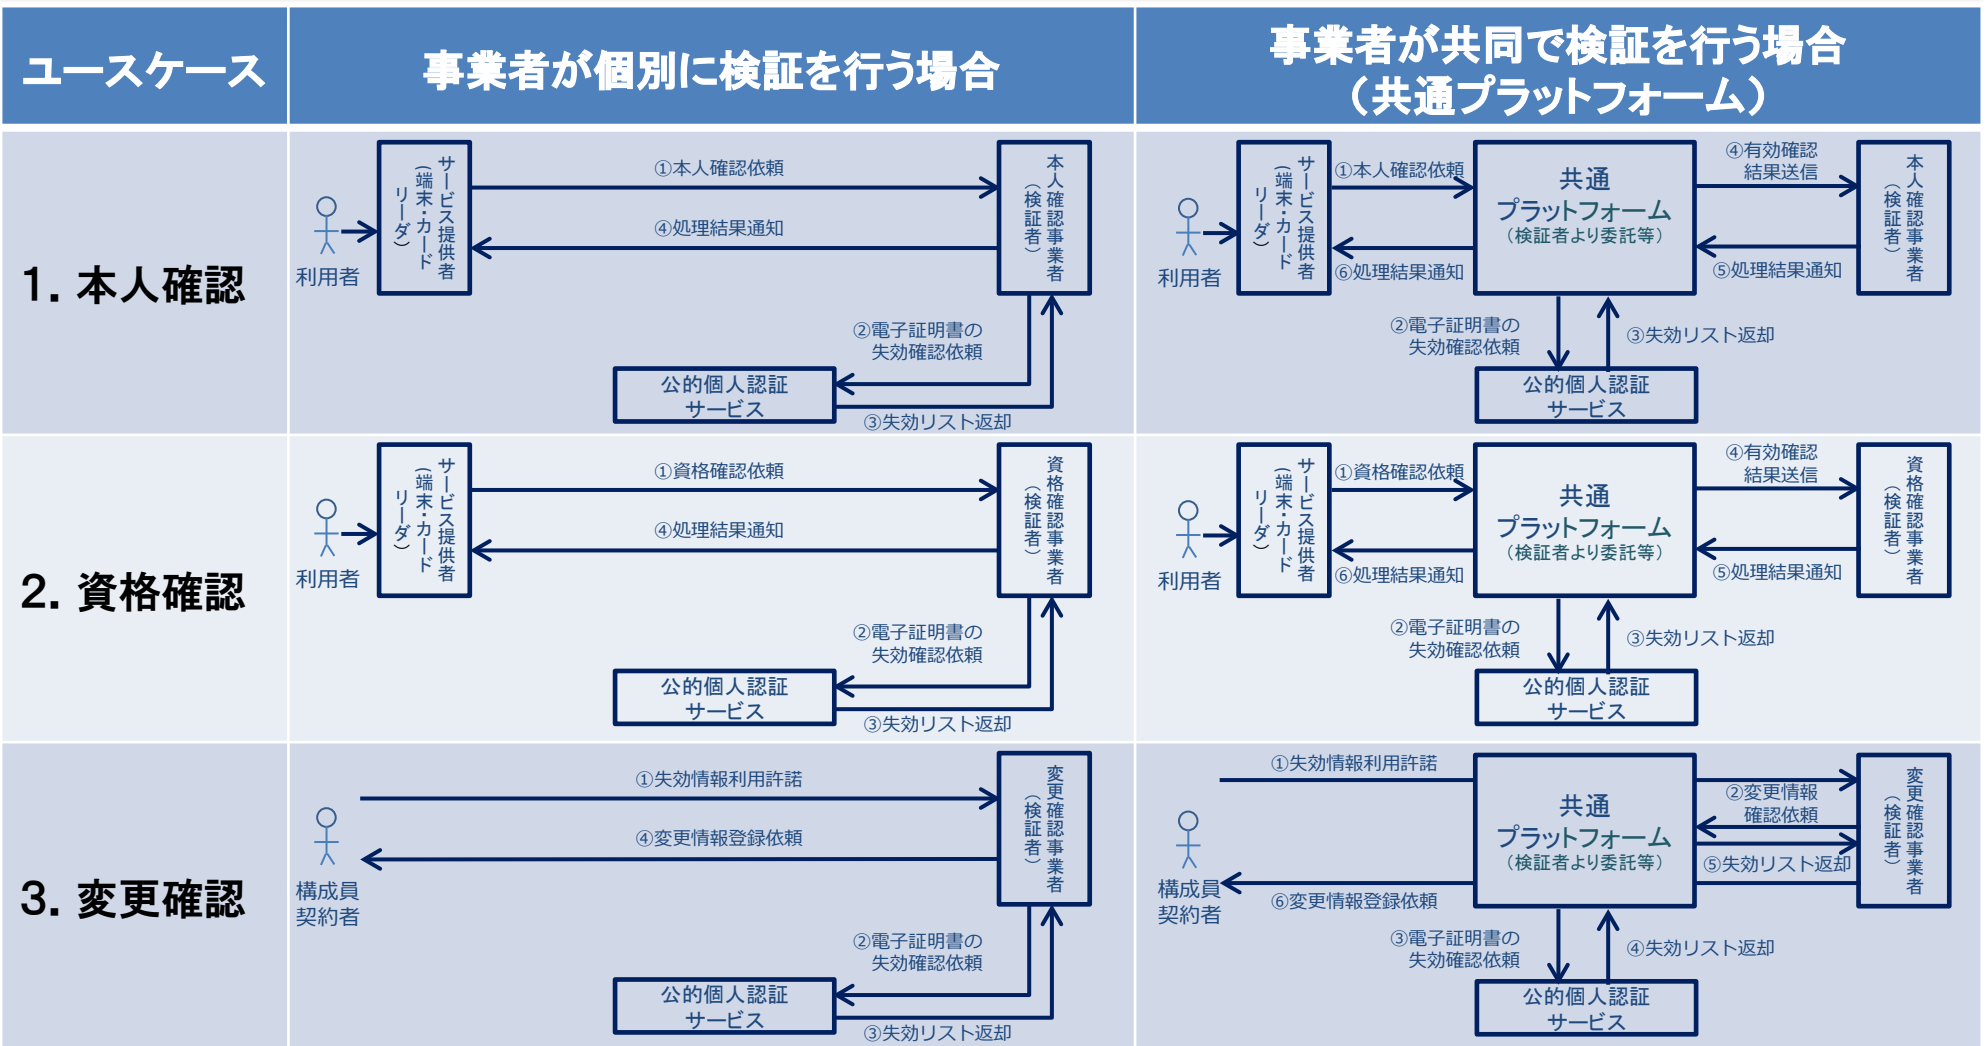 ユースケース
事業者が個別に検証を行う場合
事業者が共同で検証を行う場合
（共通プラットフォーム）
1. 本人確認
利用者
サービス提供者
（端末・カード
リーダ）
①本人確認依頼
④処理結果通知
本人確認事業者
（検証者）
②電子証明書の
失効確認依頼
公的個人認証
サービス
③失効リスト返却
利用者
サービス提供者
（端末・カード
リーダ）
①本人確認依頼
⑥処理結果通知
共通
プラットフォーム
（検証者より委託等）
④有効確認
結果送信
⑤処理結果通知
本人確認事業者
（検証者）
②電子証明書の
失効確認依頼
③失効リスト返却
公的個人認証
サービス
2. 資格確認
利用者
サービス提供者
（端末・カード
リーダ）
①資格確認依頼
④処理結果通知
資格確認事業者
（検証者）
②電子証明書の
失効確認依頼
公的個人認証
サービス
③失効リスト返却
利用者
サービス提供者
（端末・カード
リーダ）
①資格確認依頼
⑥処理結果通知
共通
プラットフォーム
（検証者より委託等）
④有効確認
結果送信
⑤処理結果通知
資格確認事業者
（検証者）
②電子証明書の
失効確認依頼
③失効リスト返却
公的個人認証
サービス
3. 変更確認
構成員
契約者
①失効情報利用許諾
④変更情報登録依頼
変更確認事業者
（検証者）
②電子証明書の
失効確認依頼
公的個人認証
サービス
③失効リスト返却
構成員
契約者
①失効情報利用許諾
⑥変更情報登録依頼
共通
プラットフォーム
（検証者より委託等）
②変更情報
確認依頼
⑤失効リスト返却
変更確認事業者
（検証者）
③電子証明書の
失効確認依頼
④失効リスト返却
公的個人認証
サービス